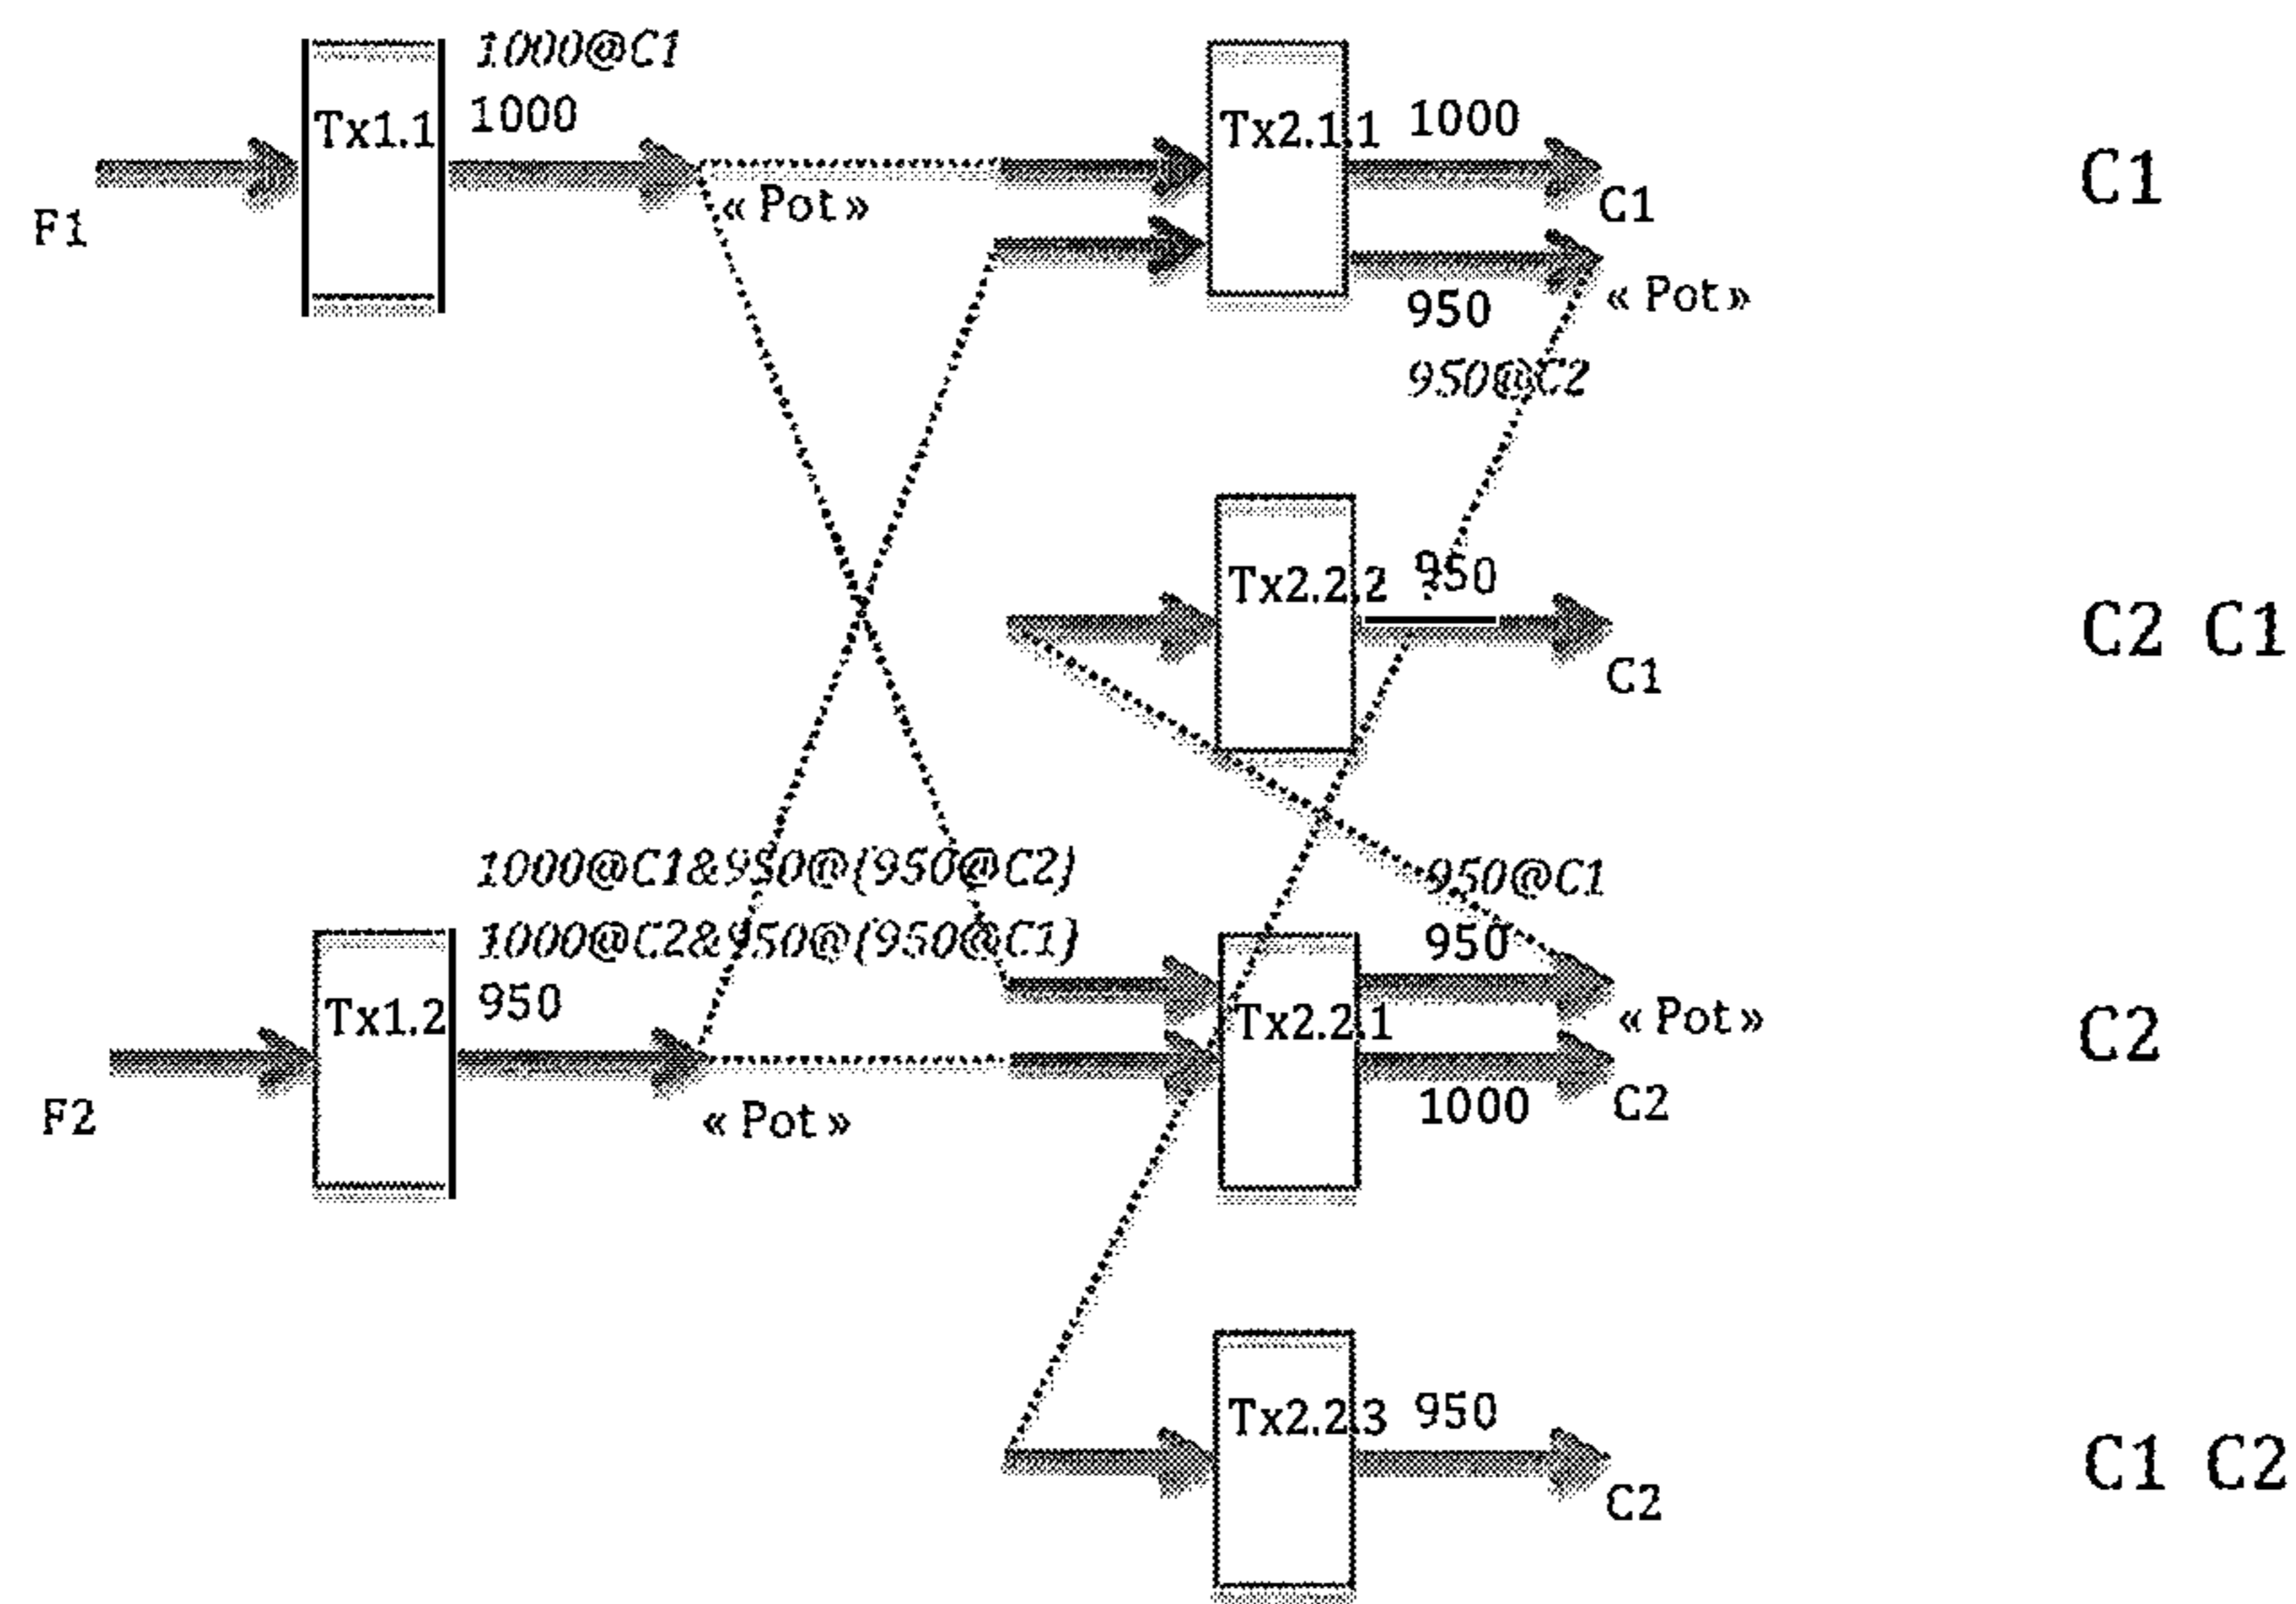 1000@C1
1000
Tx1.1
F1
« Pot »
Tx2.1.1
1000
C1
950
« Pot »
950@C2
C1
Tx2.2.2
950
C1
C2 C1
1000@C1&950@(950@C2)
1000@C2&950@(950@C1)
950
Tx1.2
F2
« Pot »
950@C1
950
Tx2.2.1
« Pot »
1000
C2
C2
Tx2.2.3
950
C2
C1 C2